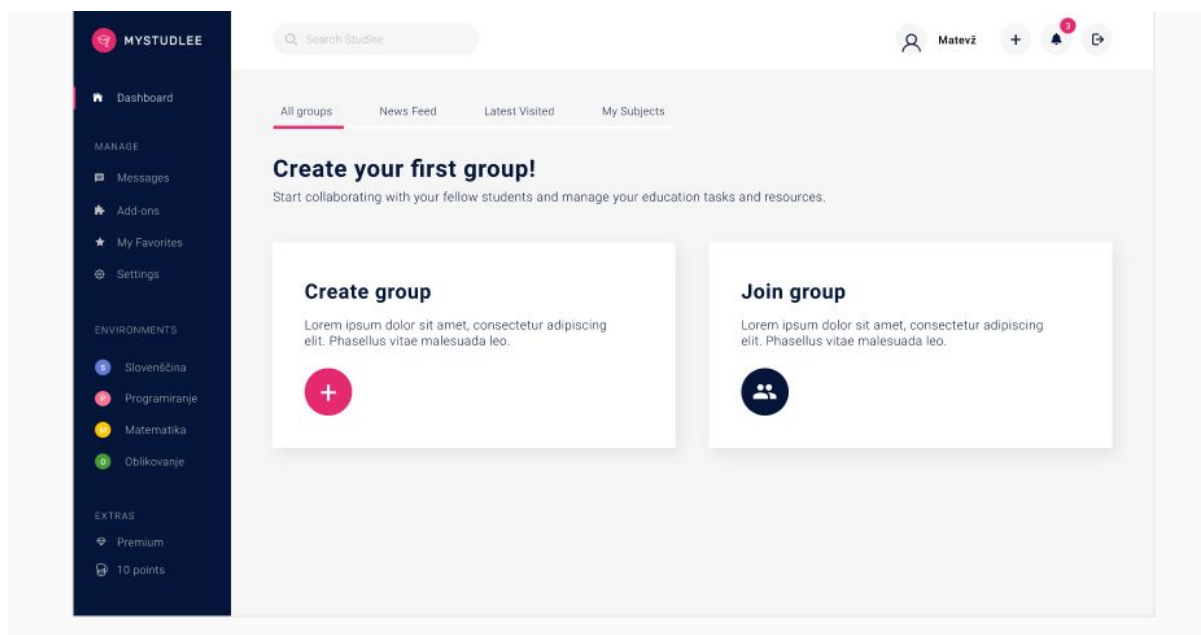 MYSTUDLEE
Search Studlee
Matevž
3
Dashboard
MANAGE
Messages
Add-ons
My Favorites
Settings
ENVIRONMENTS
S Slovenščina
P Programiranje
M Matematika
O Oblikovanje
EXTRAS
Premium
10 points
All groups News Feed Latest Visited My Subjects
Create your first group!
Start collaborating with your fellow students and manage your education tasks and resources.
Create group
Lorem ipsum dolor sit amet, consectetur adipiscing
elit. Phasellus vitae malesuada leo.
Join group
Lorem ipsum dolor sit amet, consectetur adipiscing
elit. Phasellus vitae malesuada leo.